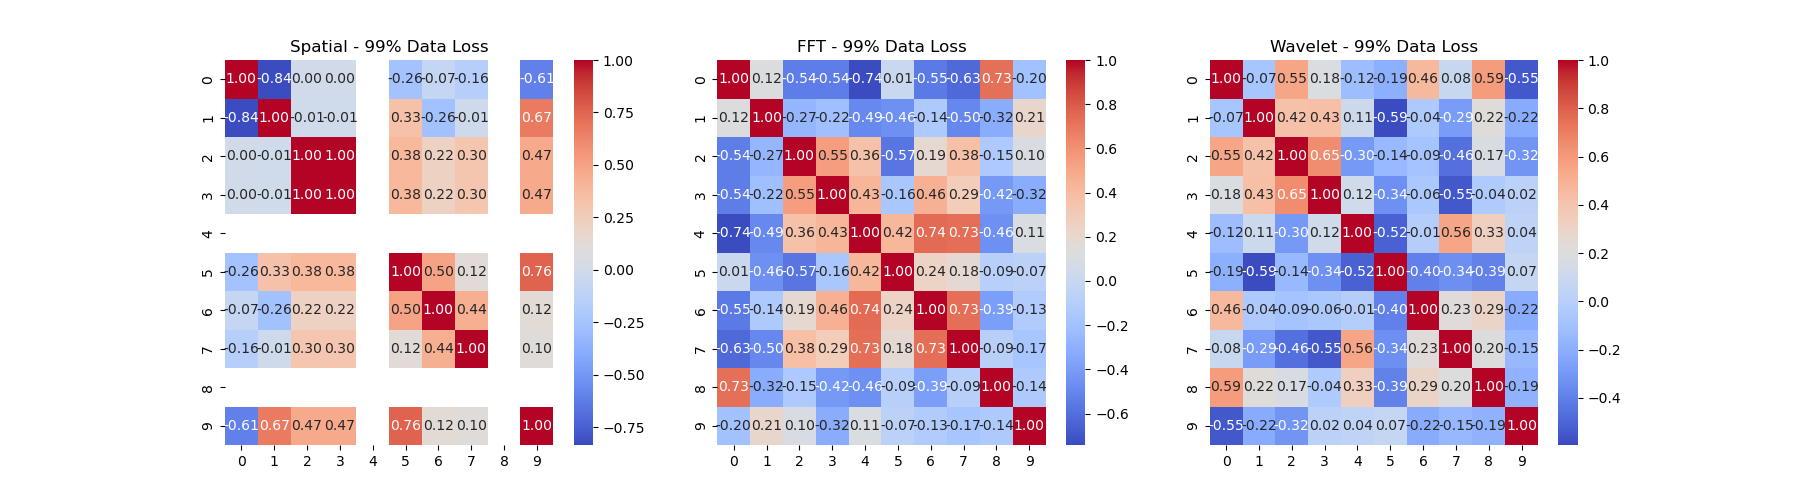 Spatial - 99% Data Loss
0 1.00 -0.84 0.00 0.00 -0.26 -0.07 -0.16 -0.61
1 -0.84 1.00 -0.01 -0.01 0.33 -0.26 -0.01 0.67
2 0.00 -0.01 1.00 1.00 0.38 0.22 0.30 0.47
3 0.00 -0.01 1.00 1.00 0.38 0.22 0.30 0.47
4
5 -0.26 0.33 0.38 0.38 1.00 0.50 0.12 0.76
6 -0.07 -0.26 0.22 0.22 0.50 1.00 0.44 0.12
7 -0.16 -0.01 0.30 0.30 0.12 0.44 1.00 0.10
8
9 -0.61 0.67 0.47 0.47 0.76 0.12 0.10 1.00
0 1 2 3 4 5 6 7 8 9
1.00
0.75
0.50
0.25
0.00
−0.25
−0.50
−0.75
FFT - 99% Data Loss
0 1.00 0.12 -0.54 -0.54 -0.74 0.01 -0.55 -0.63 0.73 -0.20
1 0.12 1.00 -0.27 -0.22 -0.49 -0.46 -0.14 -0.50 -0.32 0.21
2 -0.54 -0.27 1.00 0.55 0.36 -0.57 0.19 0.38 -0.15 0.10
3 -0.54 -0.22 0.55 1.00 0.43 -0.16 0.46 0.29 -0.42 -0.32
4 -0.74 -0.49 0.36 0.43 1.00 0.42 0.74 0.73 -0.46 0.11
5 0.01 -0.46 -0.57 -0.16 0.42 1.00 0.24 0.18 -0.09 -0.07
6 -0.55 -0.14 0.19 0.46 0.74 0.24 1.00 0.73 -0.39 -0.13
7 -0.63 -0.50 0.38 0.29 0.73 0.18 0.73 1.00 -0.09 -0.17
8 0.73 -0.32 -0.15 -0.42 -0.46 -0.09 -0.39 -0.09 1.00 -0.14
9 -0.20 0.21 0.10 -0.32 0.11 -0.07 -0.13 -0.17 -0.14 1.00
0 1 2 3 4 5 6 7 8 9
1.0
0.8
0.6
0.4
0.2
0.0
−0.2
−0.4
−0.6
Wavelet - 99% Data Loss
0 1.00 -0.07 0.55 0.18 -0.12 -0.19 0.46 0.08 0.59 -0.55
1 -0.07 1.00 0.42 0.43 0.11 -0.59 -0.04 -0.29 0.22 -0.22
2 0.55 0.42 1.00 0.65 -0.30 -0.14 -0.09 -0.46 0.17 -0.32
3 0.18 0.43 0.65 1.00 0.12 -0.34 -0.06 -0.55 -0.04 0.02
4 -0.12 0.11 -0.30 0.12 1.00 -0.52 -0.01 0.56 0.33 0.04
5 -0.19 -0.59 -0.14 -0.34 -0.52 1.00 -0.40 -0.34 -0.39 0.07
6 0.46 -0.04 -0.09 -0.06 -0.01 -0.40 1.00 0.23 0.29 -0.22
7 0.08 -0.29 -0.46 -0.55 0.56 -0.34 0.23 1.00 0.20 -0.15
8 0.59 0.22 0.17 -0.04 0.33 -0.39 0.29 0.20 1.00 -0.19
9 -0.55 -0.22 -0.32 0.02 0.04 0.07 -0.22 -0.15 -0.19 1.00
0 1 2 3 4 5 6 7 8 9
1.0
0.8
0.6
0.4
0.2
0.0
−0.2
−0.4